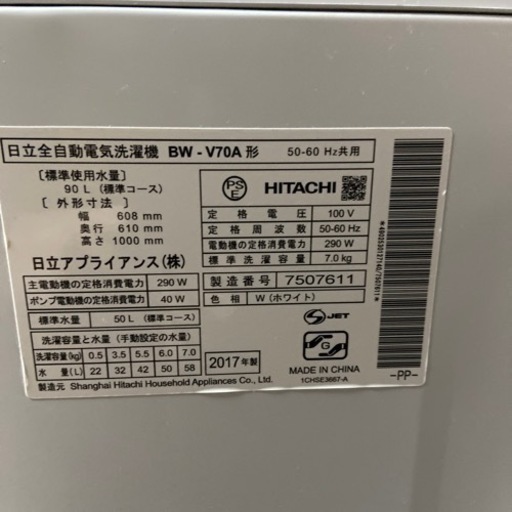 日立全自動電気洗濯機 BW-V70A形 50-60 Hz共用
〔標準使用水量〕
90 L (標準コース)
〔外形寸法〕
幅 608 mm
奥行 610 mm
高さ 1000 mm
日立アプライアンス(株)
主電動機の定格消費電力 290 W
ポンプ電動機の定格消費電力 40 W
標準水量 50 L (標準コース)
洗濯容量と水量 (手動設定の水量)
洗濯容量(kg) 0.5 3.5 5.5 6.0 7.0
水量(L) 22 32 42 50 58
製造元 Shanghai Hitachi Household Appliances Co., Ltd.
PS
E
HITACHI
定格電圧 100 V
定格周波数 50-60 Hz
電動機の定格消費電力 290 W
標準洗濯容量 7.0 kg
製造番号 7507611
色相 W (ホワイト)
2017年製
S JET
G
MADE IN CHINA
1CHSE3667-A
-PP-